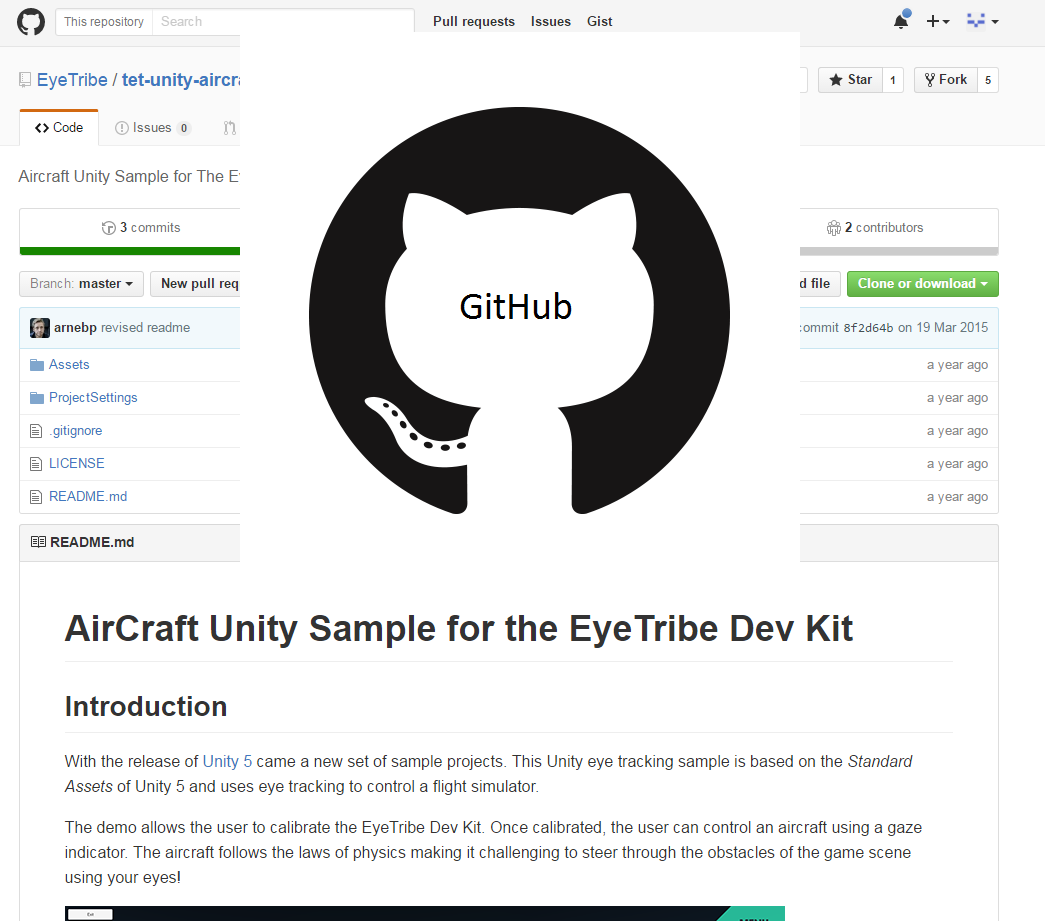 This repository Search Pull requests Issues Gist
EyeTribe / tet-unity-aircra Star 1 Fork 5
Code Issues 0
Aircraft Unity Sample for The E
3 commits 2 contributors
Branch: master New pull req d file Clone or download
GitHub
arnebp revised readme commit 8f2d64b on 19 Mar 2015
Assets a year ago
ProjectSettings a year ago
.gitignore a year ago
LICENSE a year ago
README.md a year ago
README.md
AirCraft Unity Sample for the EyeTribe Dev Kit
Introduction
With the release of Unity 5 came a new set of sample projects. This Unity eye tracking sample is based on the Standard
Assets of Unity 5 and uses eye tracking to control a flight simulator.
The demo allows the user to calibrate the EyeTribe Dev Kit. Once calibrated, the user can control an aircraft using a gaze
indicator. The aircraft follows the laws of physics making it challenging to steer through the obstacles of the game scene
using your eyes!